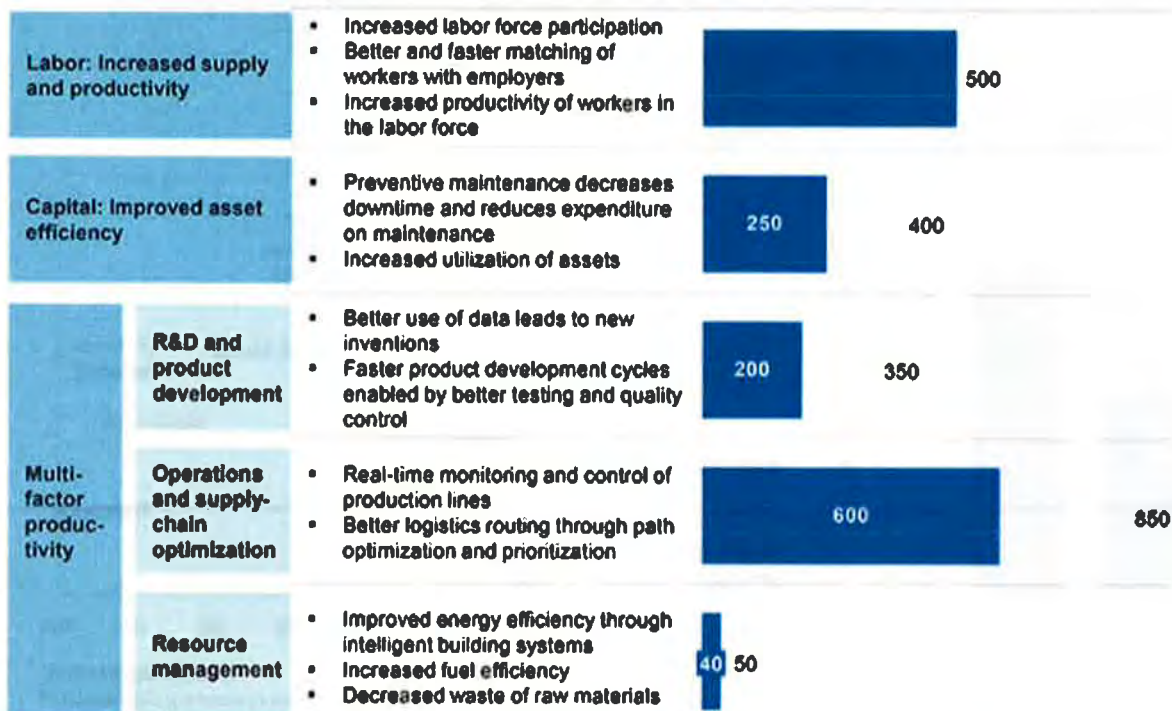 Labor: Increased supply
and productivity
• Increased labor force participation
• Better and faster matching of
workers with employers
• Increased productivity of workers in
the labor force
500
Capital: Improved asset
efficiency
• Preventive maintenance decreases
downtime and reduces expenditure
on maintenance
• Increased utilization of assets
250
400
Multi-
factor
produc-
tivity
R&D and
product
development
• Better use of data leads to new
inventions
• Faster product development cycles
enabled by better testing and quality
control
200
350
Operations
and supply-
chain
optimization
• Real-time monitoring and control of
production lines
• Better logistics routing through path
optimization and prioritization
600
850
Resource
management
• Improved energy efficiency through
intelligent building systems
• Increased fuel efficiency
• Decreased waste of raw materials
40
50